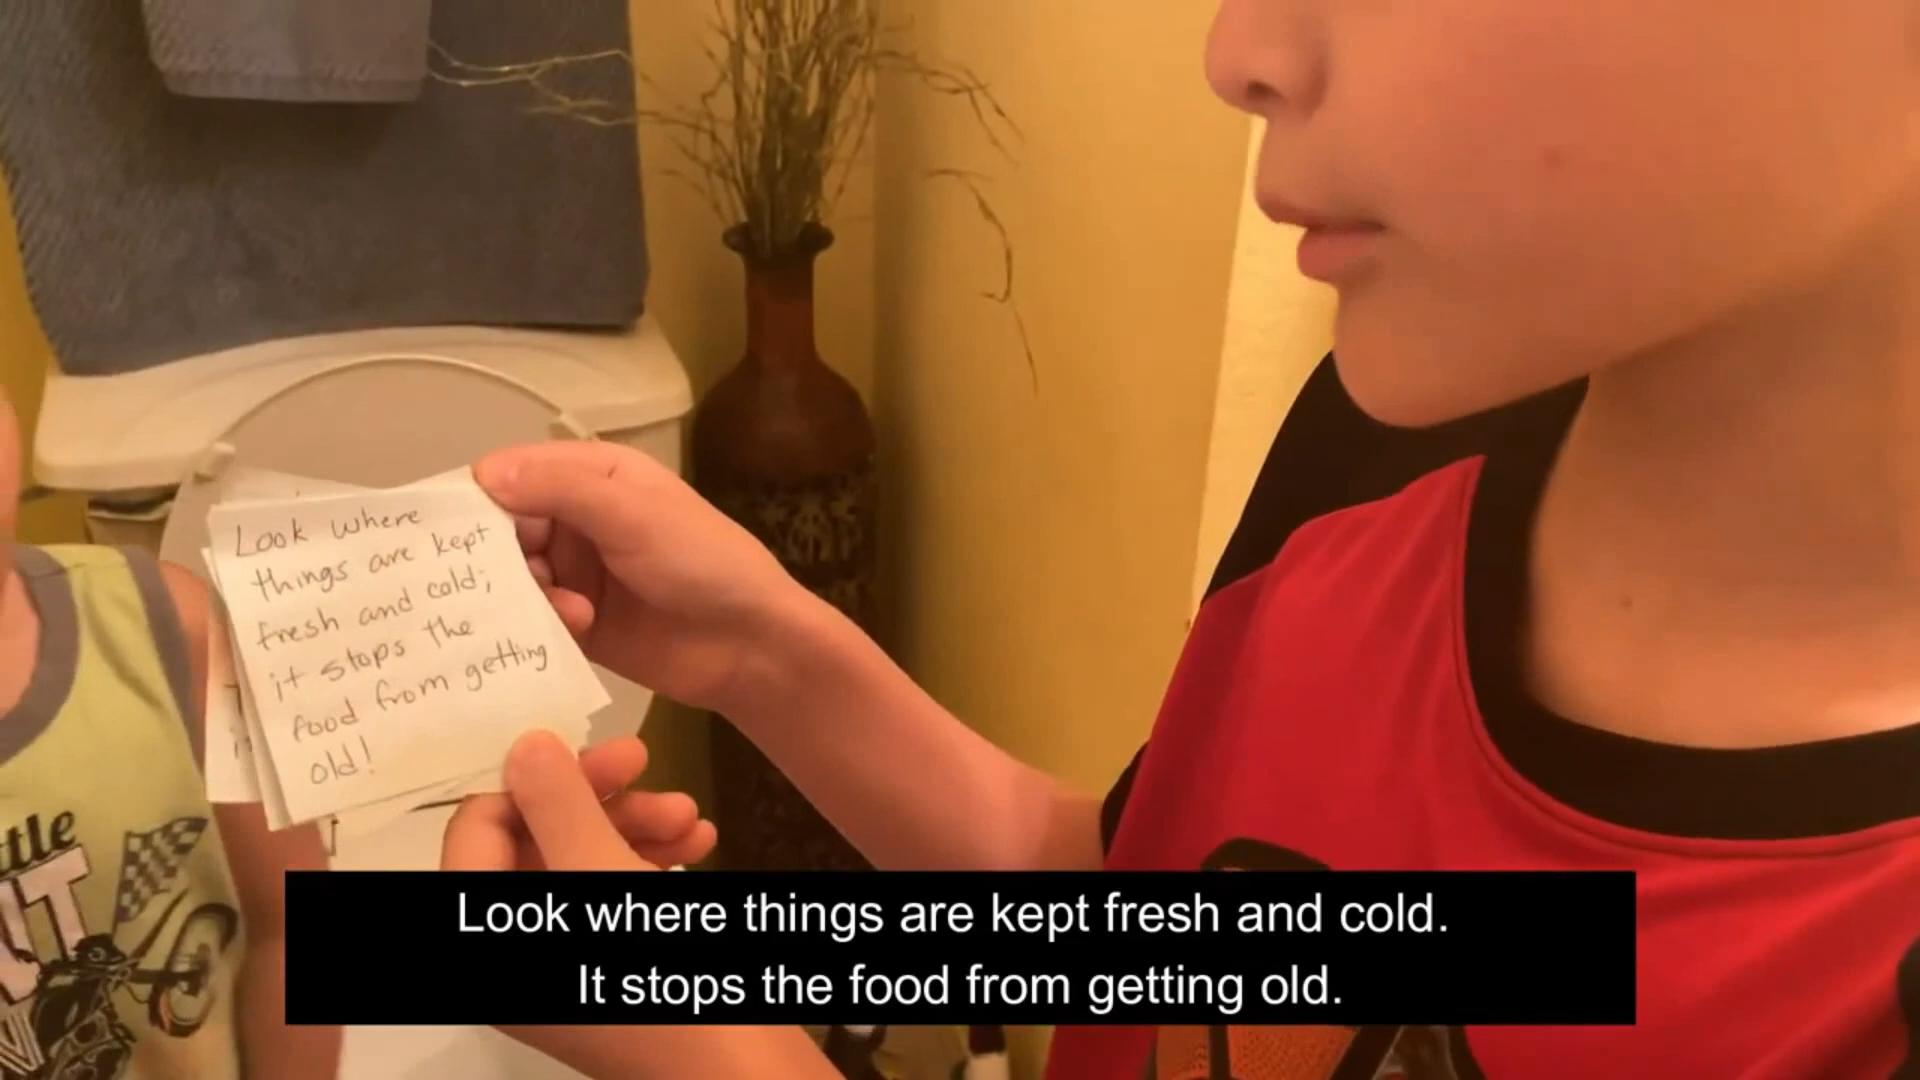 Look where
things are kept
fresh and cold;
it stops the
food from getting
old!
Look where things are kept fresh and cold.
It stops the food from getting old.